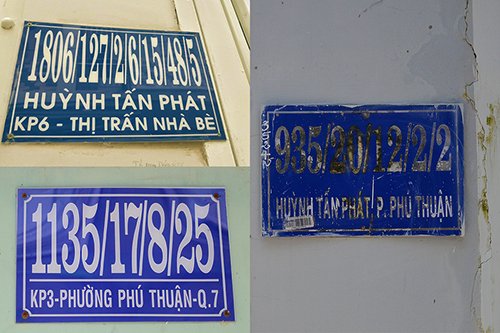 1806/127/2/6/15/48/5
HUỲNH TẤN PHÁT
KP6 - THỊ TRẤN NHÀ BÈ
1135/17/8/25
KP3-PHƯỜNG PHÚ THUẬN-Q.7
935/20/12/2/2
HUỲNH TẤN PHÁT, P. PHÚ THUẬN